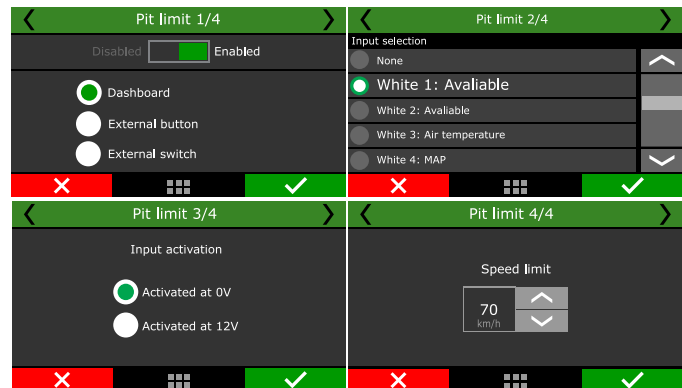 Pit limit 1/4
Disabled Enabled
Dashboard
External button
External switch
Pit limit 2/4
Input selection
None
White 1: Avaliable
White 2: Avaliable
White 3: Air temperature
White 4: MAP
Pit limit 3/4
Input activation
Activated at 0V
Activated at 12V
Pit limit 4/4
Speed limit
70
km/h